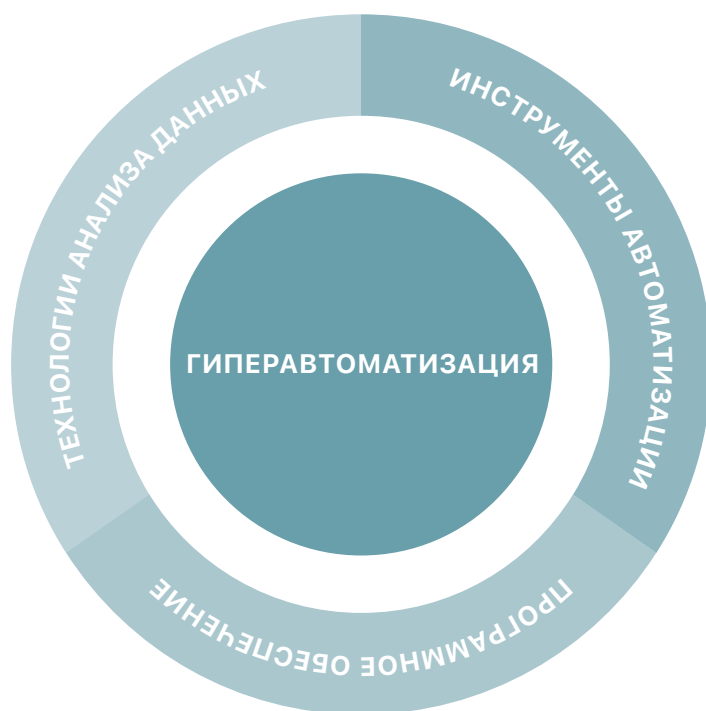 ТЕХНОЛОГИИ АНАЛИЗА ДАННЫХ
ИНСТРУМЕНТЫ АВТОМАТИЗАЦИИ
ГИПЕРАВТОМАТИЗАЦИЯ
ПРОГРАММНОЕ ОБЕСПЕЧЕНИЕ